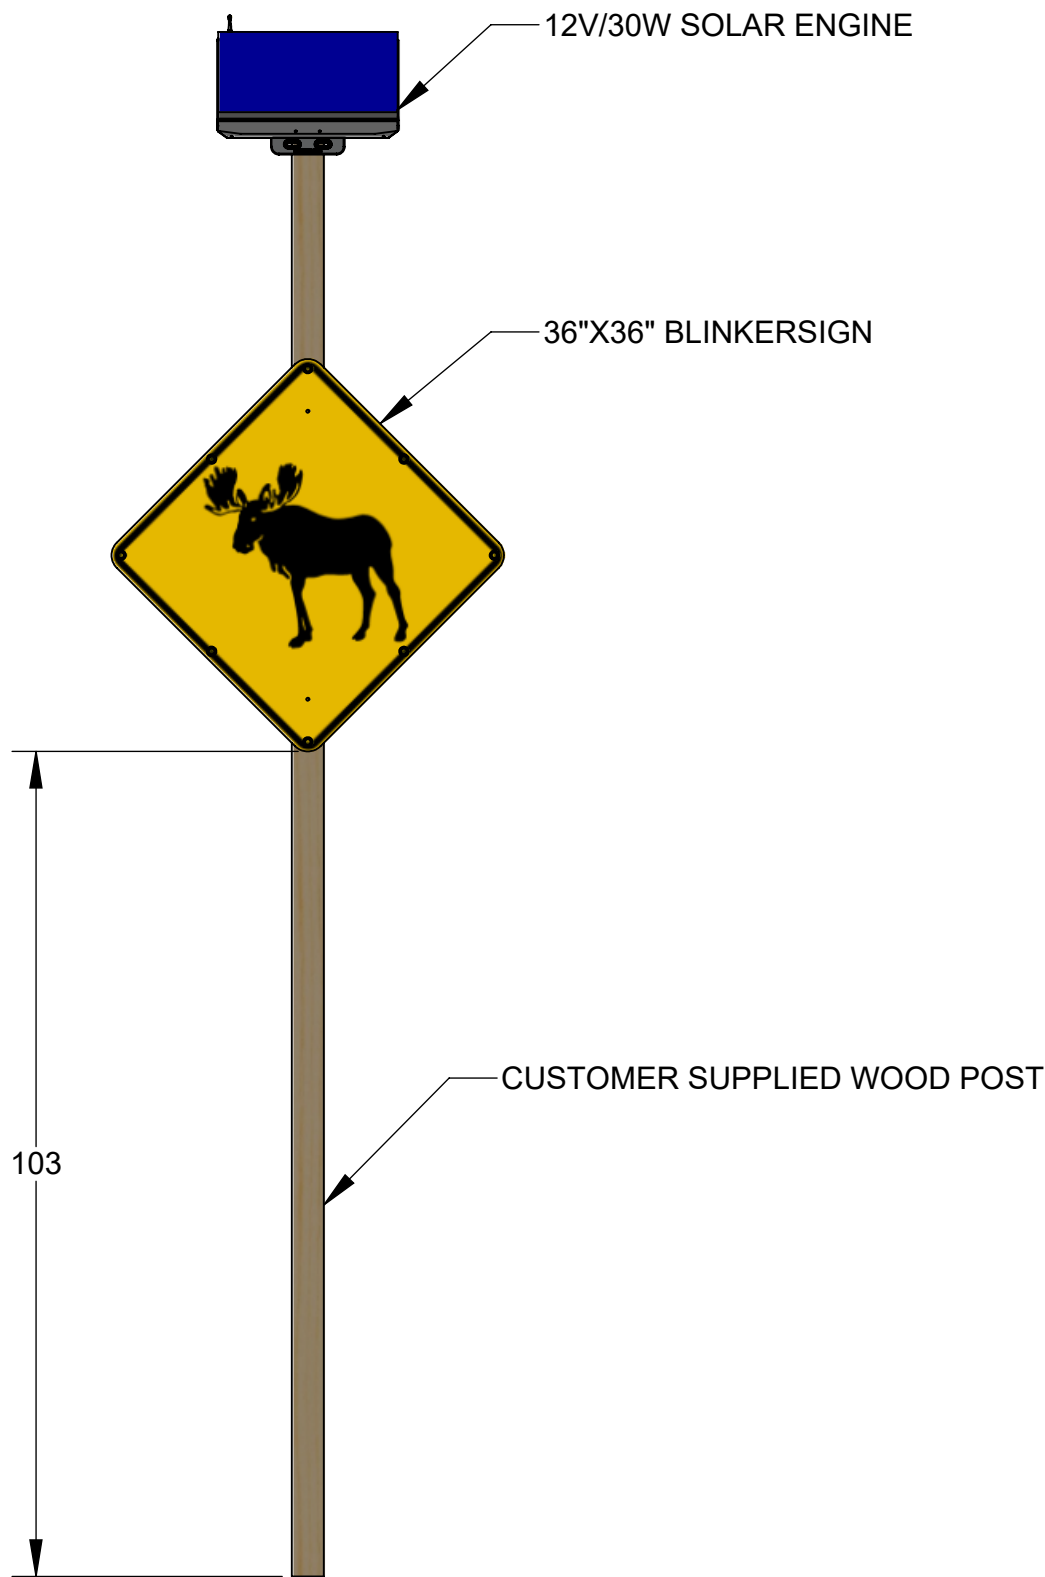 12V/30W SOLAR ENGINE
36"X36" BLINKERSIGN
CUSTOMER SUPPLIED WOOD POST
103